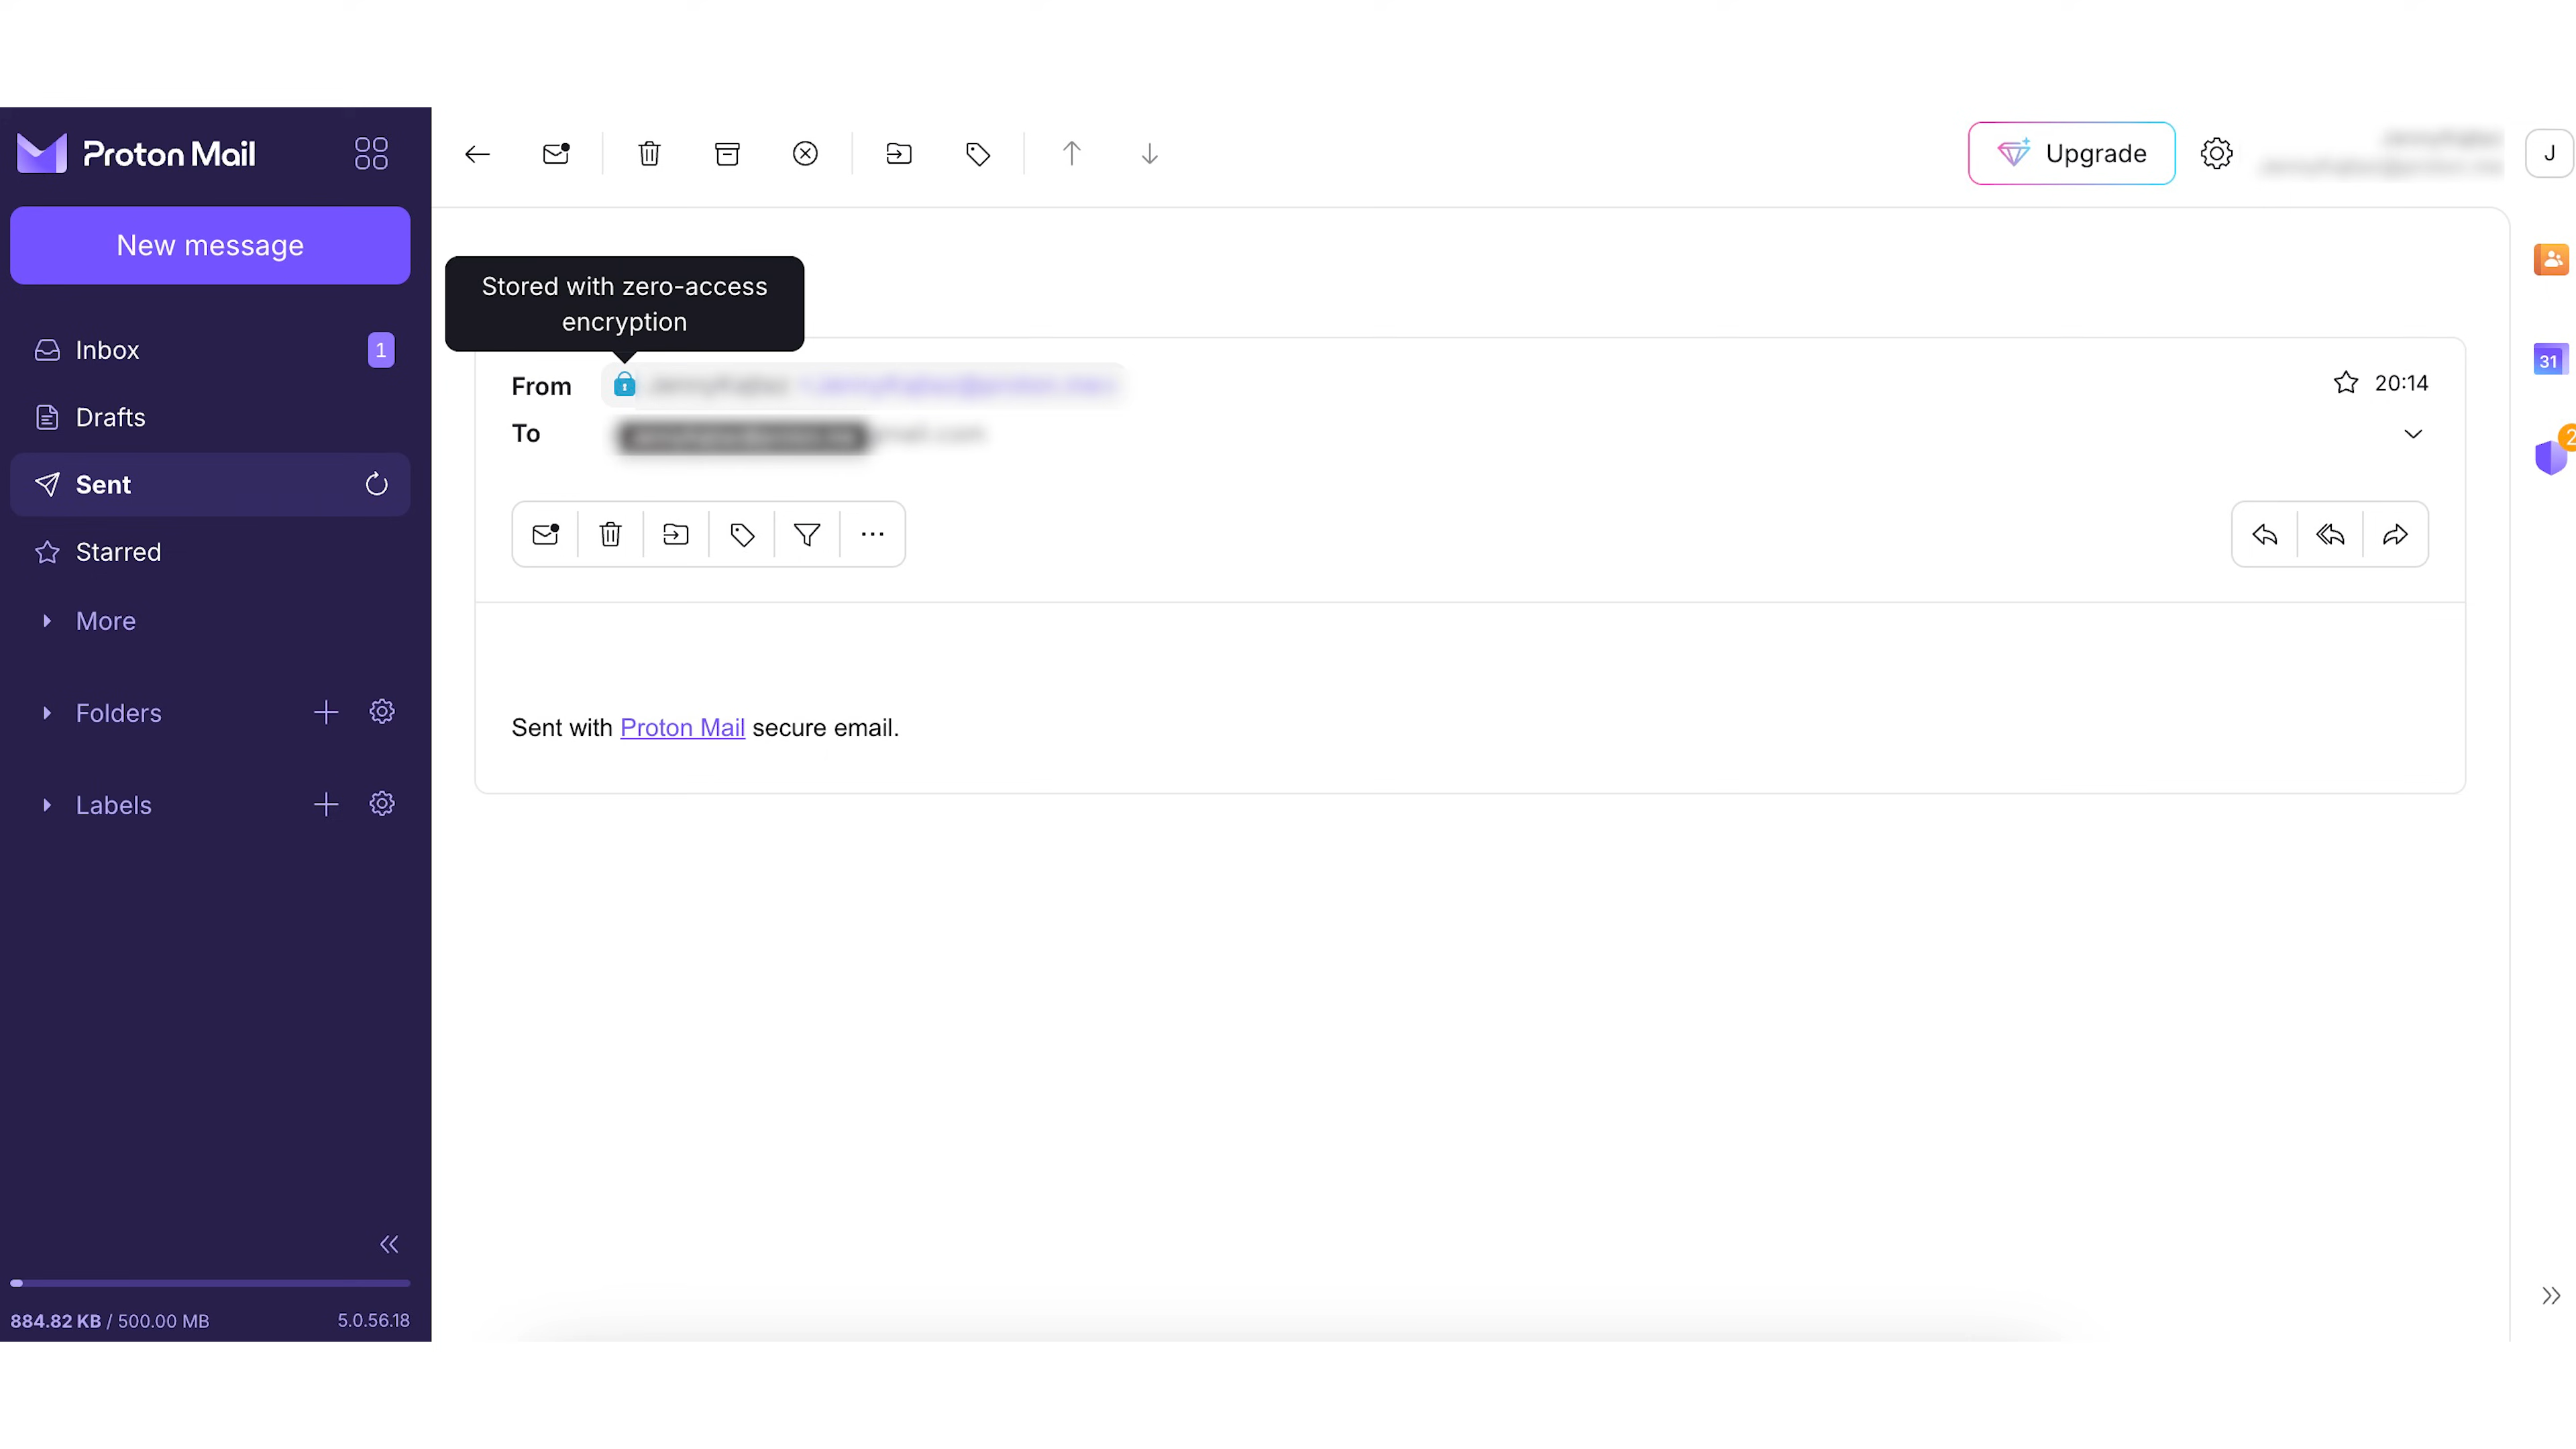 Proton Mail
Upgrade
J
New message
Stored with zero-access
encryption
Inbox
1
31
From
20:14
Drafts
To
2
Sent
Starred
More
Folders
Sent with Proton Mail secure email.
Labels
884.82 KB / 500.00 MB
5.0.56.18